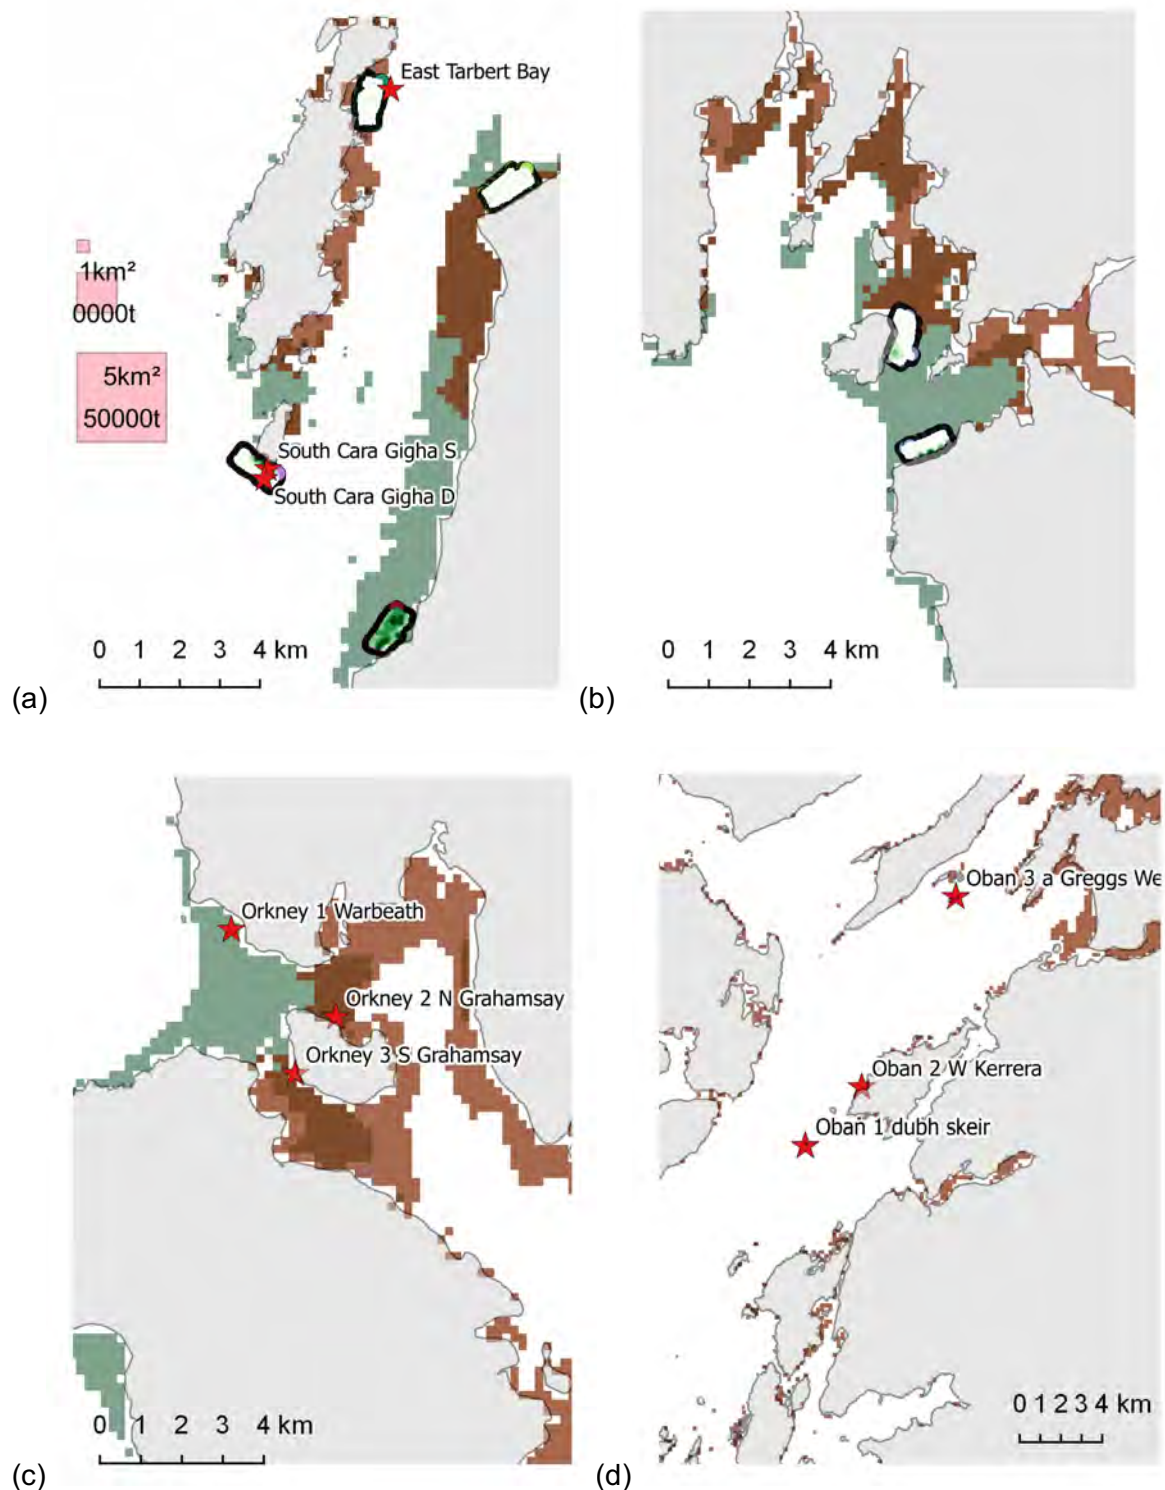 East Tarbert Bay
1km²
0000t
5km²
50000t
South Cara Gigha S
South Cara Gigha D
0 1 2 3 4 km
(a)
0 1 2 3 4 km
(b)
Orkney 1 Warbeath
Orkney 2 N Grahamsay
Orkney 3 S Grahamsay
0 1 2 3 4 km
(c)
Oban 3 a Greggs We
Oban 2 W Kerrera
Oban 1 dubh skeir
0 1 2 3 4 km
(d)